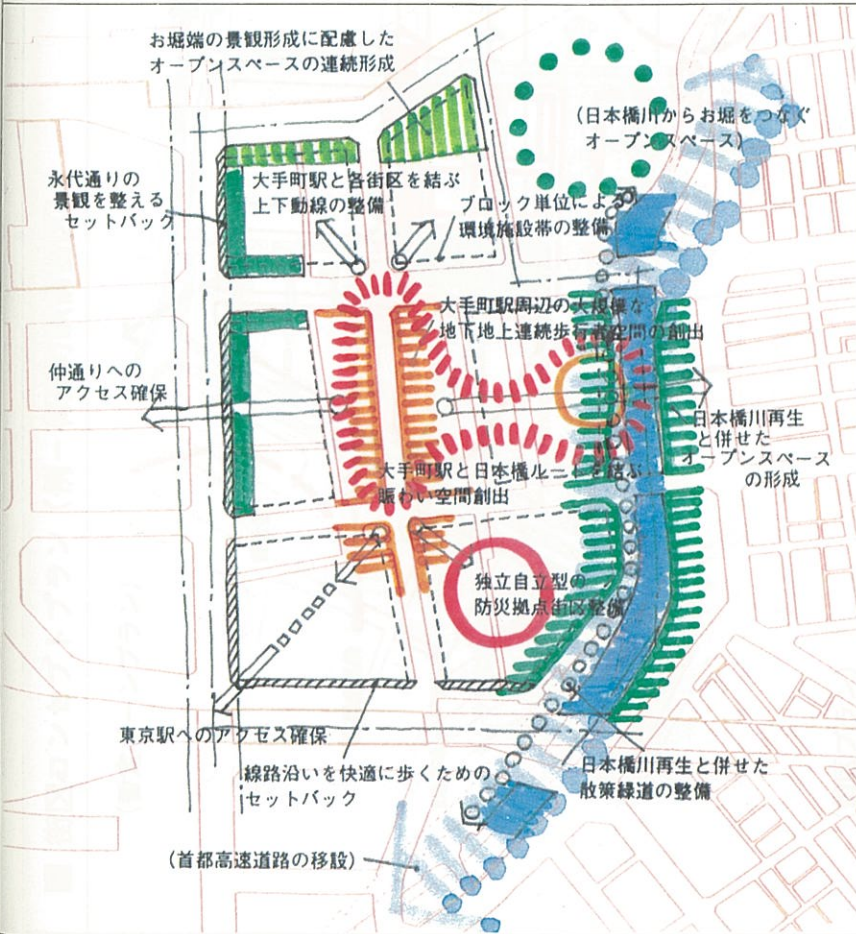 お堀端の景観形成に配慮した
オープンスペースの連続形成
(日本橋川からお堀をつなぐ
オープンスペース)
永代通りの
景観を整える
セットバック
大手町駅と各街区を結ぶ
上下動線の整備
ブロック単位による
環境施設帯の整備
大手町駅周辺の大規模な
地下地上連続歩行者空間の創出
仲通りへの
アクセス確保
日本橋川再生
と併せた
オープンスペース
の形成
大手町駅と日本橋ルートを結ぶ
賑わい空間創出
独立自立型の
防災拠点街区整備
東京駅へのアクセス確保
線路沿いを快適に歩くための
セットバック
日本橋川再生と併せた
散策緑道の整備
(首都高速道路の移設)